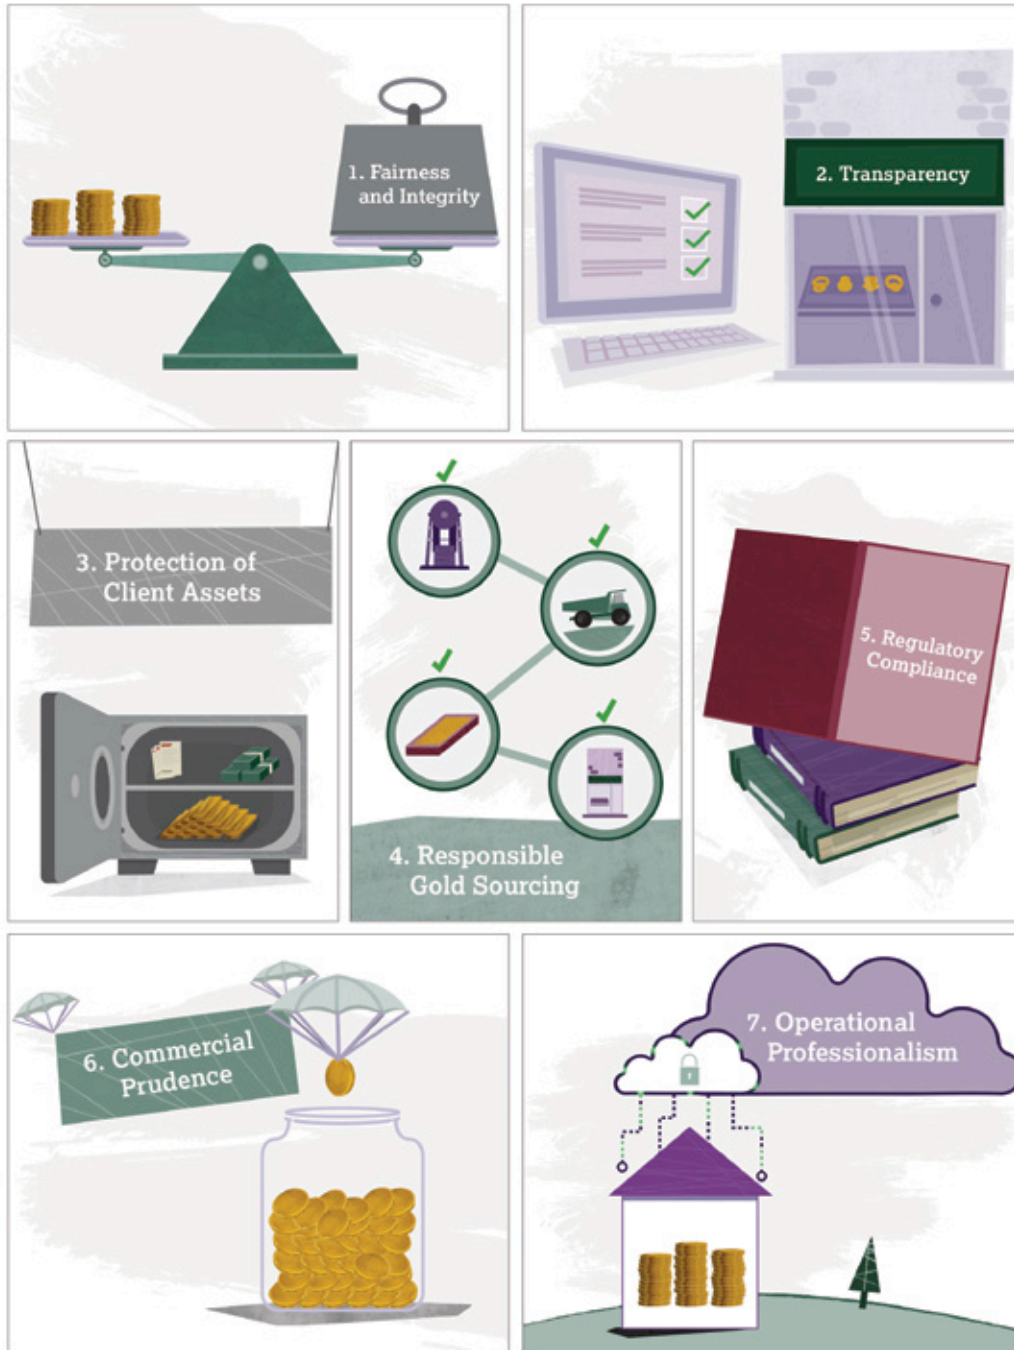 1. Fairness
and Integrity
2. Transparency
3. Protection of
Client Assets
4. Responsible
Gold Sourcing
5. Regulatory
Compliance
6. Commercial
Prudence
7. Operational
Professionalism